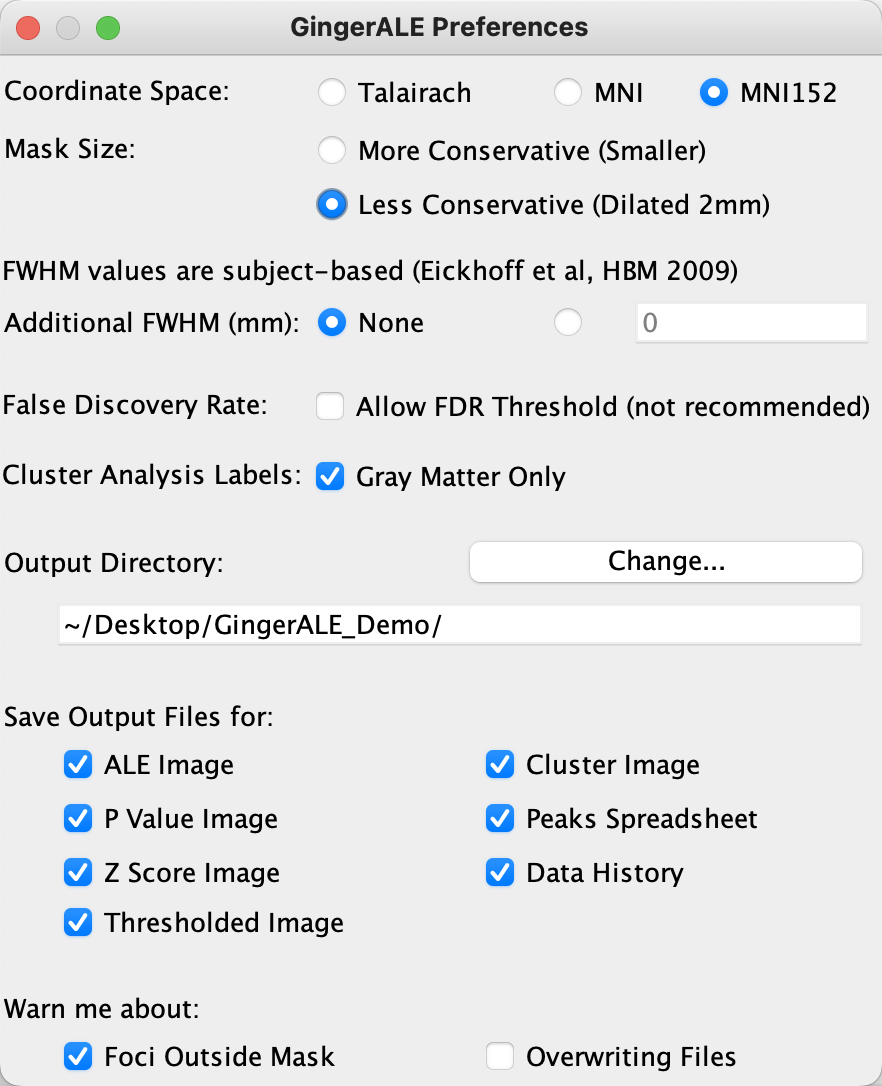 GingerALE Preferences
Coordinate Space: Talairach MNI MNI152
Mask Size: More Conservative (Smaller)
Less Conservative (Dilated 2mm)
FWHM values are subject-based (Eickhoff et al, HBM 2009)
Additional FWHM (mm): None 0
False Discovery Rate: Allow FDR Threshold (not recommended)
Cluster Analysis Labels: Gray Matter Only
Output Directory: Change...
~/Desktop/GingerALE_Demo/
Save Output Files for:
ALE Image Cluster Image
P Value Image Peaks Spreadsheet
Z Score Image Data History
Thresholded Image
Warn me about:
Foci Outside Mask Overwriting Files